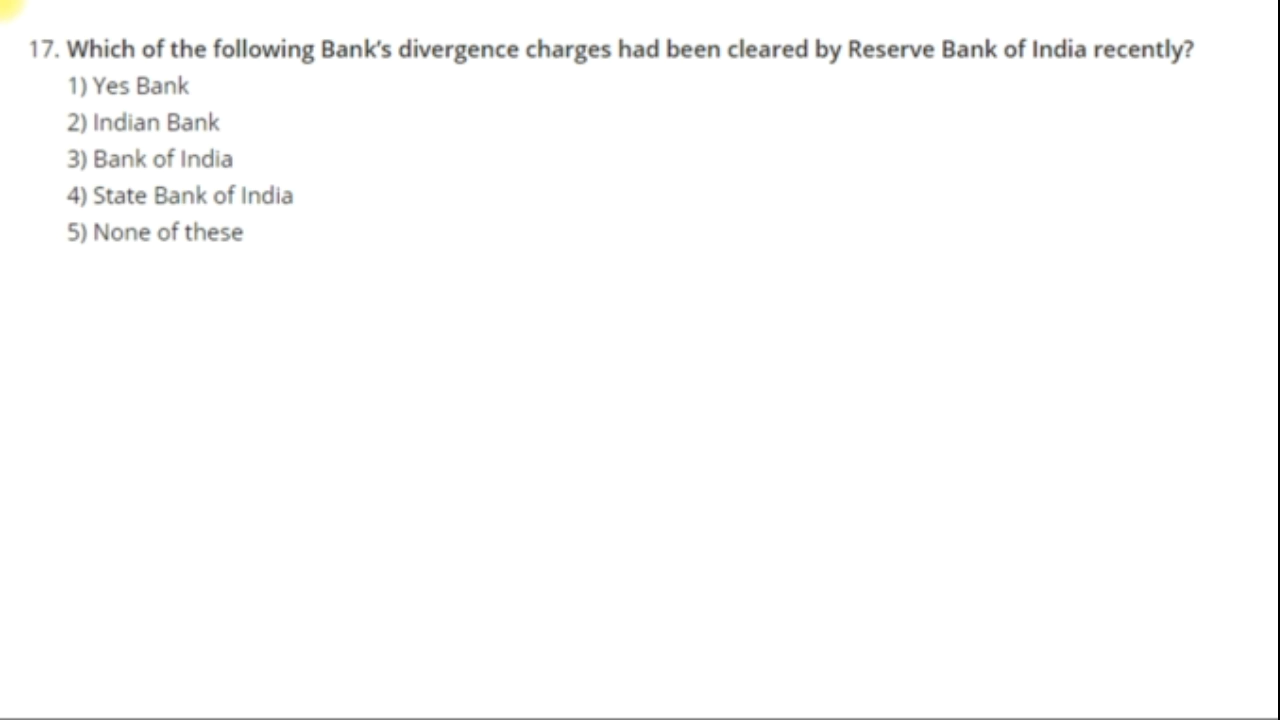 17. Which of the following Bank's divergence charges had been cleared by Reserve Bank of India recently?
1) Yes Bank
2) Indian Bank
3) Bank of India
4) State Bank of India
5) None of these